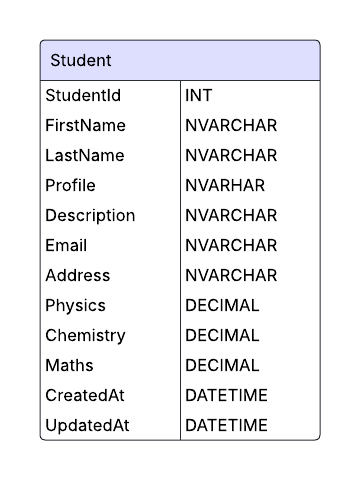 Student
StudentId INT
FirstName NVARCHAR
LastName NVARCHAR
Profile NVARHAR
Description NVARCHAR
Email NVARCHAR
Address NVARCHAR
Physics DECIMAL
Chemistry DECIMAL
Maths DECIMAL
CreatedAt DATETIME
UpdatedAt DATETIME